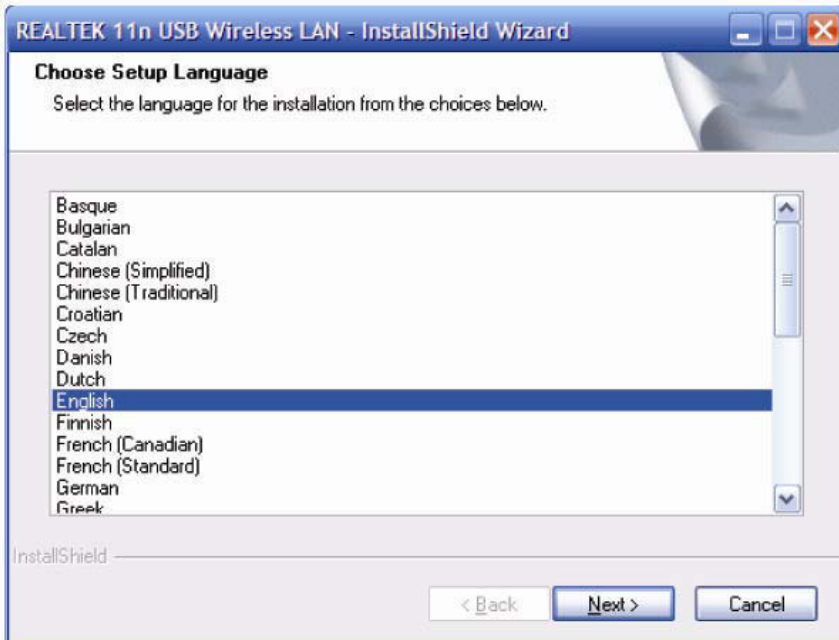 REALTEK 11n USB Wireless LAN - InstallShield Wizard
Choose Setup Language
Select the language for the installation from the choices below.
Basque
Bulgarian
Catalan
Chinese (Simplified)
Chinese (Traditional)
Croatian
Czech
Danish
Dutch
English
Finnish
French (Canadian)
French (Standard)
German
Greek
InstallShield
< Back
Next >
Cancel